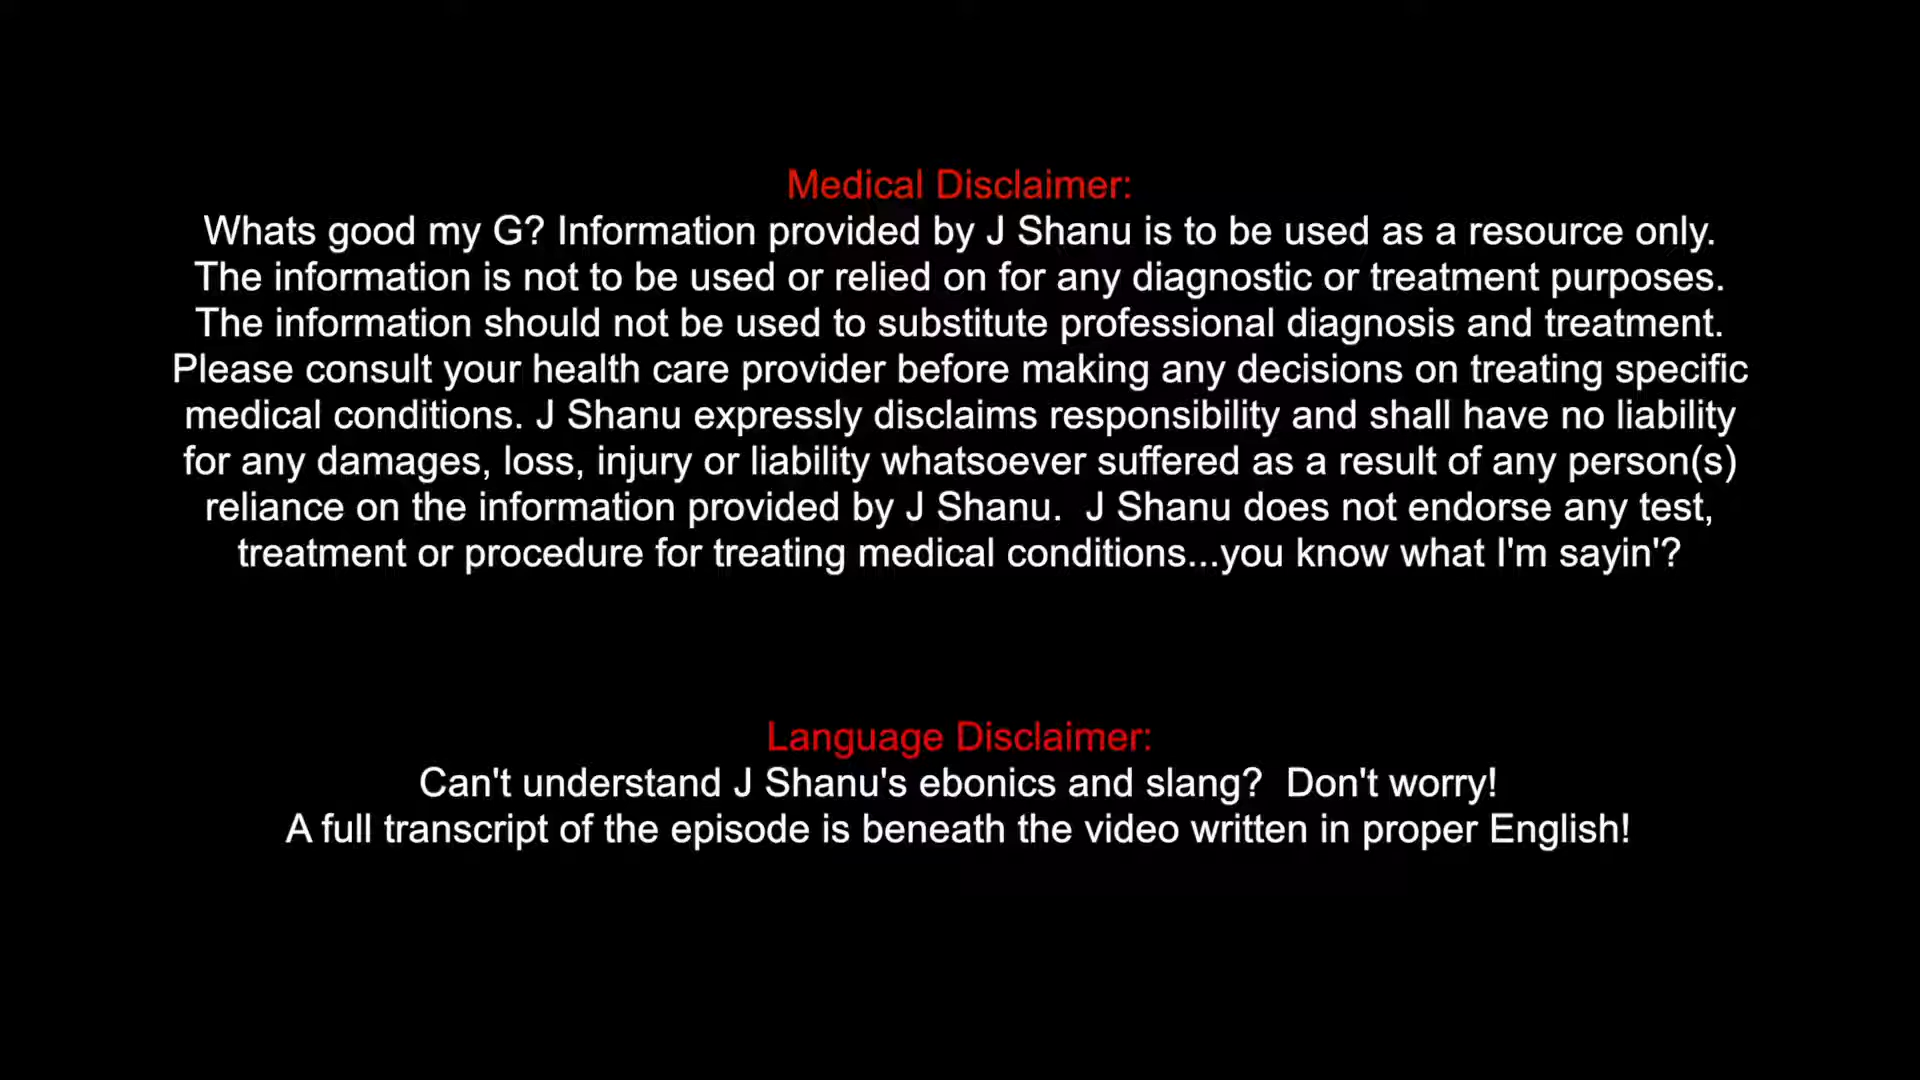 Medical Disclaimer:
Whats good my G? Information provided by J Shanu is to be used as a resource only.
The information is not to be used or relied on for any diagnostic or treatment purposes.
The information should not be used to substitute professional diagnosis and treatment.
Please consult your health care provider before making any decisions on treating specific
medical conditions. J Shanu expressly disclaims responsibility and shall have no liability
for any damages, loss, injury or liability whatsoever suffered as a result of any person(s)
reliance on the information provided by J Shanu.  J Shanu does not endorse any test,
treatment or procedure for treating medical conditions...you know what I'm sayin'?
Language Disclaimer:
Can't understand J Shanu's ebonics and slang?  Don't worry!
A full transcript of the episode is beneath the video written in proper English!